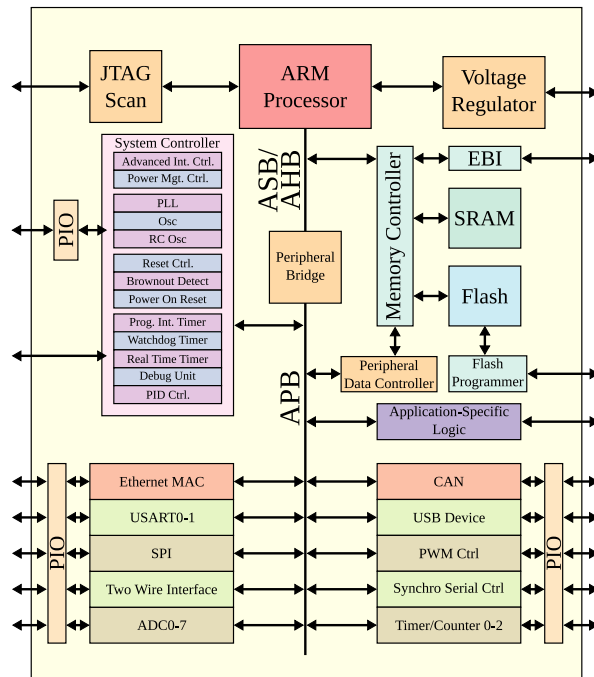 JTAG
Scan
ARM
Processor
Voltage
Regulator
System Controller
Advanced Int. Ctrl.
Power Mgt. Ctrl.
PLL
Osc
RC Osc
Reset Ctrl.
Brownout Detect
Power On Reset
Prog. Int. Timer
Watchdog Timer
Real Time Timer
Debug Unit
PID Ctrl.
PIO
ASB/
AHB
Peripheral
Bridge
APB
Memory Controller
EBI
SRAM
Flash
Peripheral
Data Controller
Flash
Programmer
Application-Specific
Logic
PIO
Ethernet MAC
USART0-1
SPI
Two Wire Interface
ADC0-7
CAN
USB Device
PWM Ctrl
Synchro Serial Ctrl
Timer/Counter 0-2
PIO